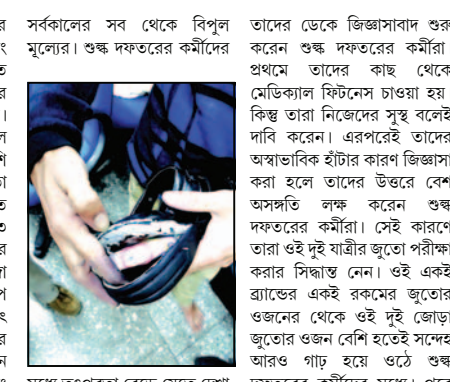 র
ং
ত
র
।
ল
শি
তা
ত
ত
র
রা
প
ৎ
র
ন
সর্বকালের সব থেকে বিপুল
মূল্যের। শুল্ক দফতরের কর্মীদের
তাদের ডেকে জিজ্ঞাসাবাদ শুরু
করেন শুল্ক দফতরের কর্মীরা
প্রথমে তাদের কাছ থেকে
মেডিক্যাল ফিটনেস চাওয়া হয়
কিন্তু তারা নিজেদের সুস্থ বলেই
দাবি করেন। এরপরেই তাদের
অস্বাভাবিক হাঁটার কারণ জিজ্ঞাসা
করা হলে তাদের উত্তরে বেশ
অসঙ্গতি লক্ষ করেন শুল্ক
দফতরের কর্মীরা। সেই কারণে
তারা ওই দুই যাত্রীর জুতো পরীক্ষা
করার সিদ্ধান্ত নেন। ওই একই
ব্র্যান্ডের একই রকমের জুতোর
ওজনের থেকে ওই দুই জোড়া
জুতোর ওজন বেশি হতেই সন্দেহ
আরও গাঢ় হয়ে ওঠে শুল্ক